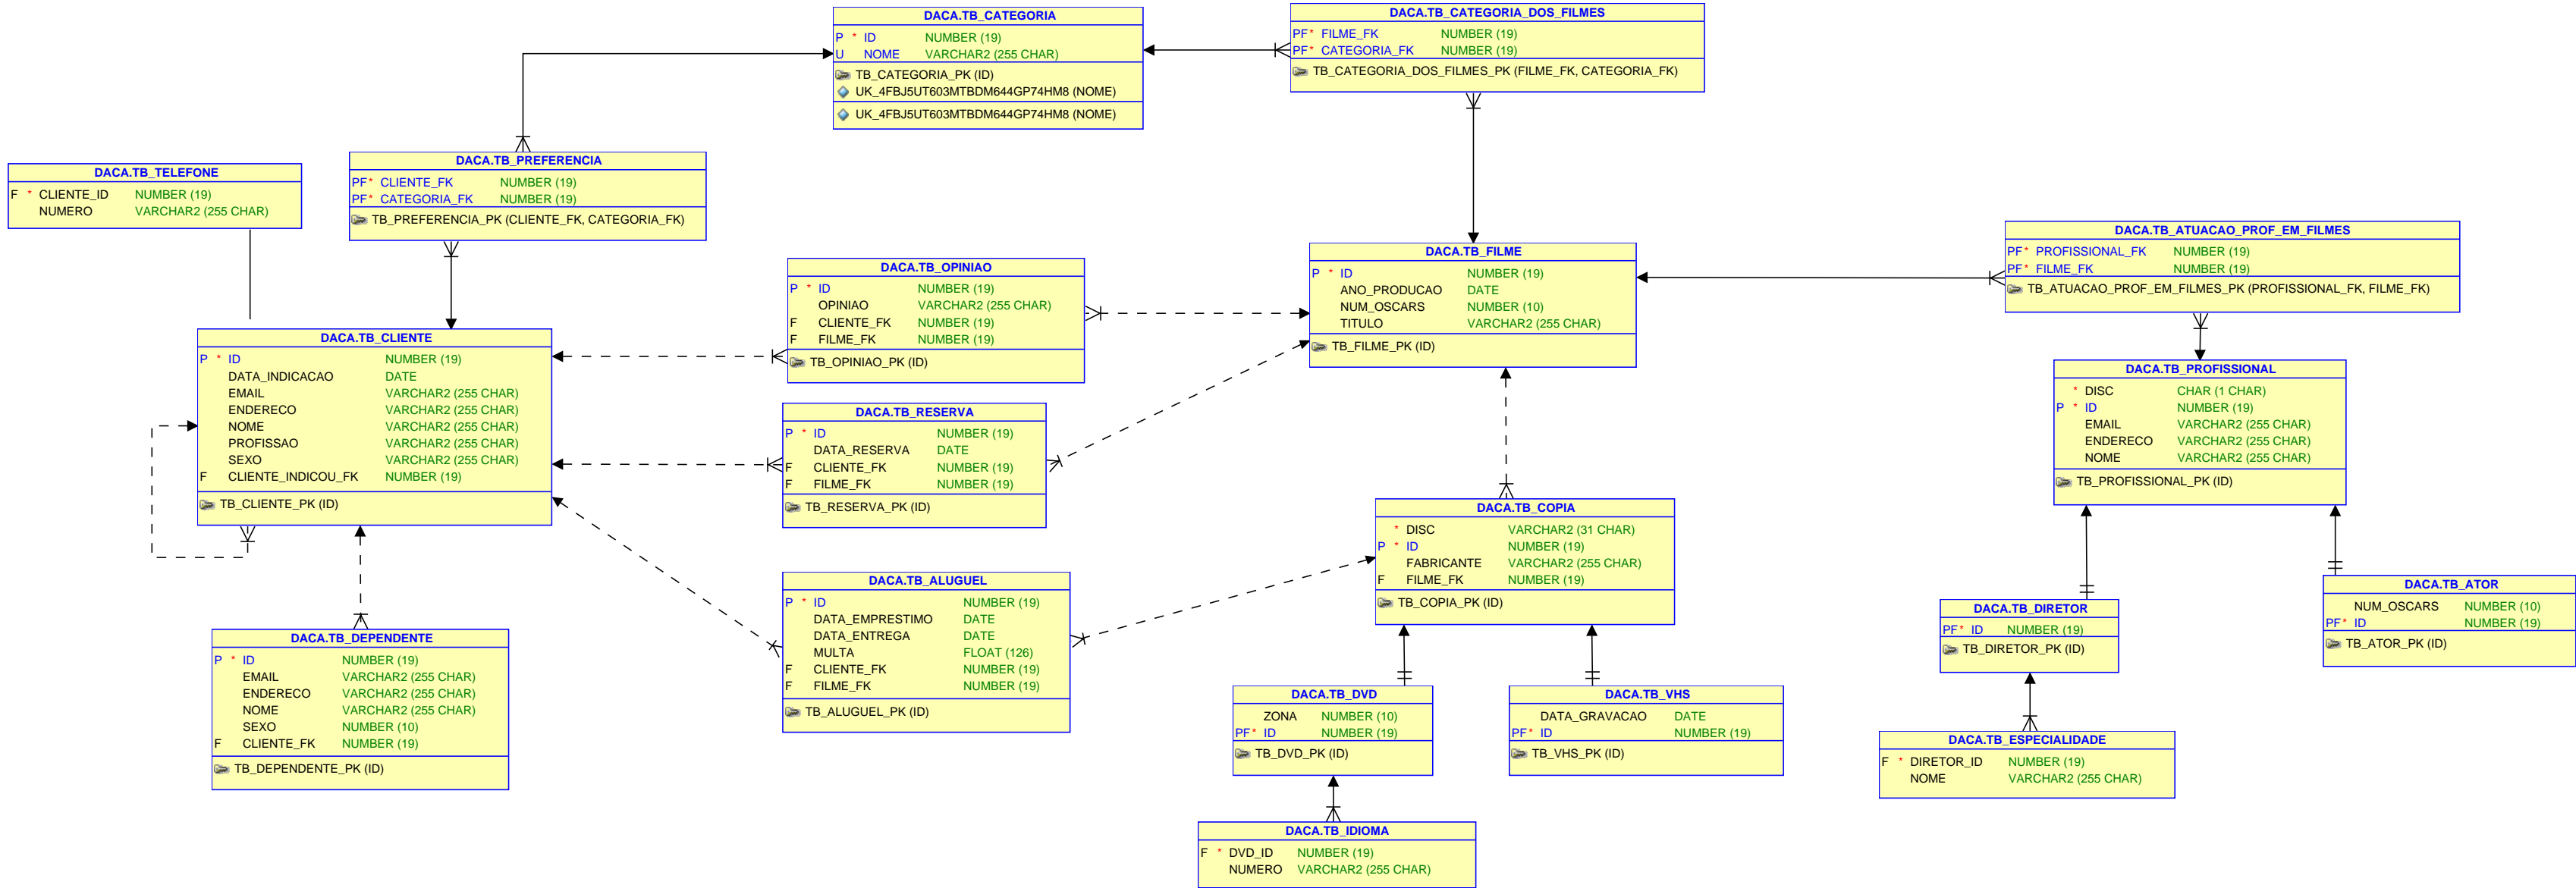 DACA.TB_CATEGORIA
P * ID NUMBER (19)
U NOME VARCHAR2 (255 CHAR)
TB_CATEGORIA_PK (ID)
UK_4FBJ5UT603MTBDM644GP74HM8 (NOME)
UK_4FBJ5UT603MTBDM644GP74HM8 (NOME)
DACA.TB_CATEGORIA_DOS_FILMES
PF* FILME_FK NUMBER (19)
PF* CATEGORIA_FK NUMBER (19)
TB_CATEGORIA_DOS_FILMES_PK (FILME_FK, CATEGORIA_FK)
DACA.TB_TELEFONE
F * CLIENTE_ID NUMBER (19)
NUMERO VARCHAR2 (255 CHAR)
DACA.TB_PREFERENCIA
PF* CLIENTE_FK NUMBER (19)
PF* CATEGORIA_FK NUMBER (19)
TB_PREFERENCIA_PK (CLIENTE_FK, CATEGORIA_FK)
DACA.TB_OPINIAO
P * ID NUMBER (19)
OPINIAO VARCHAR2 (255 CHAR)
F CLIENTE_FK NUMBER (19)
F FILME_FK NUMBER (19)
TB_OPINIAO_PK (ID)
DACA.TB_FILME
P * ID NUMBER (19)
ANO_PRODUCAO DATE
NUM_OSCARS NUMBER (10)
TITULO VARCHAR2 (255 CHAR)
TB_FILME_PK (ID)
DACA.TB_ATUACAO_PROF_EM_FILMES
PF* PROFISSIONAL_FK NUMBER (19)
PF* FILME_FK NUMBER (19)
TB_ATUACAO_PROF_EM_FILMES_PK (PROFISSIONAL_FK, FILME_FK)
DACA.TB_CLIENTE
P * ID NUMBER (19)
DATA_INDICACAO DATE
EMAIL VARCHAR2 (255 CHAR)
ENDERECO VARCHAR2 (255 CHAR)
NOME VARCHAR2 (255 CHAR)
PROFISSAO VARCHAR2 (255 CHAR)
SEXO VARCHAR2 (255 CHAR)
F CLIENTE_INDICOU_FK NUMBER (19)
TB_CLIENTE_PK (ID)
DACA.TB_RESERVA
P * ID NUMBER (19)
DATA_RESERVA DATE
F CLIENTE_FK NUMBER (19)
F FILME_FK NUMBER (19)
TB_RESERVA_PK (ID)
DACA.TB_PROFISSIONAL
* DISC CHAR (1 CHAR)
P * ID NUMBER (19)
EMAIL VARCHAR2 (255 CHAR)
ENDERECO VARCHAR2 (255 CHAR)
NOME VARCHAR2 (255 CHAR)
TB_PROFISSIONAL_PK (ID)
DACA.TB_COPIA
* DISC VARCHAR2 (31 CHAR)
P * ID NUMBER (19)
FABRICANTE VARCHAR2 (255 CHAR)
F FILME_FK NUMBER (19)
TB_COPIA_PK (ID)
DACA.TB_ALUGUEL
P * ID NUMBER (19)
DATA_EMPRESTIMO DATE
DATA_ENTREGA DATE
MULTA FLOAT (126)
F CLIENTE_FK NUMBER (19)
F FILME_FK NUMBER (19)
TB_ALUGUEL_PK (ID)
DACA.TB_DEPENDENTE
P * ID NUMBER (19)
EMAIL VARCHAR2 (255 CHAR)
ENDERECO VARCHAR2 (255 CHAR)
NOME VARCHAR2 (255 CHAR)
SEXO NUMBER (10)
F CLIENTE_FK NUMBER (19)
TB_DEPENDENTE_PK (ID)
DACA.TB_DIRETOR
PF* ID NUMBER (19)
TB_DIRETOR_PK (ID)
DACA.TB_ATOR
NUM_OSCARS NUMBER (10)
PF* ID NUMBER (19)
TB_ATOR_PK (ID)
DACA.TB_DVD
ZONA NUMBER (10)
PF* ID NUMBER (19)
TB_DVD_PK (ID)
DACA.TB_VHS
DATA_GRAVACAO DATE
PF* ID NUMBER (19)
TB_VHS_PK (ID)
DACA.TB_ESPECIALIDADE
F * DIRETOR_ID NUMBER (19)
NOME VARCHAR2 (255 CHAR)
DACA.TB_IDIOMA
F * DVD_ID NUMBER (19)
NUMERO VARCHAR2 (255 CHAR)